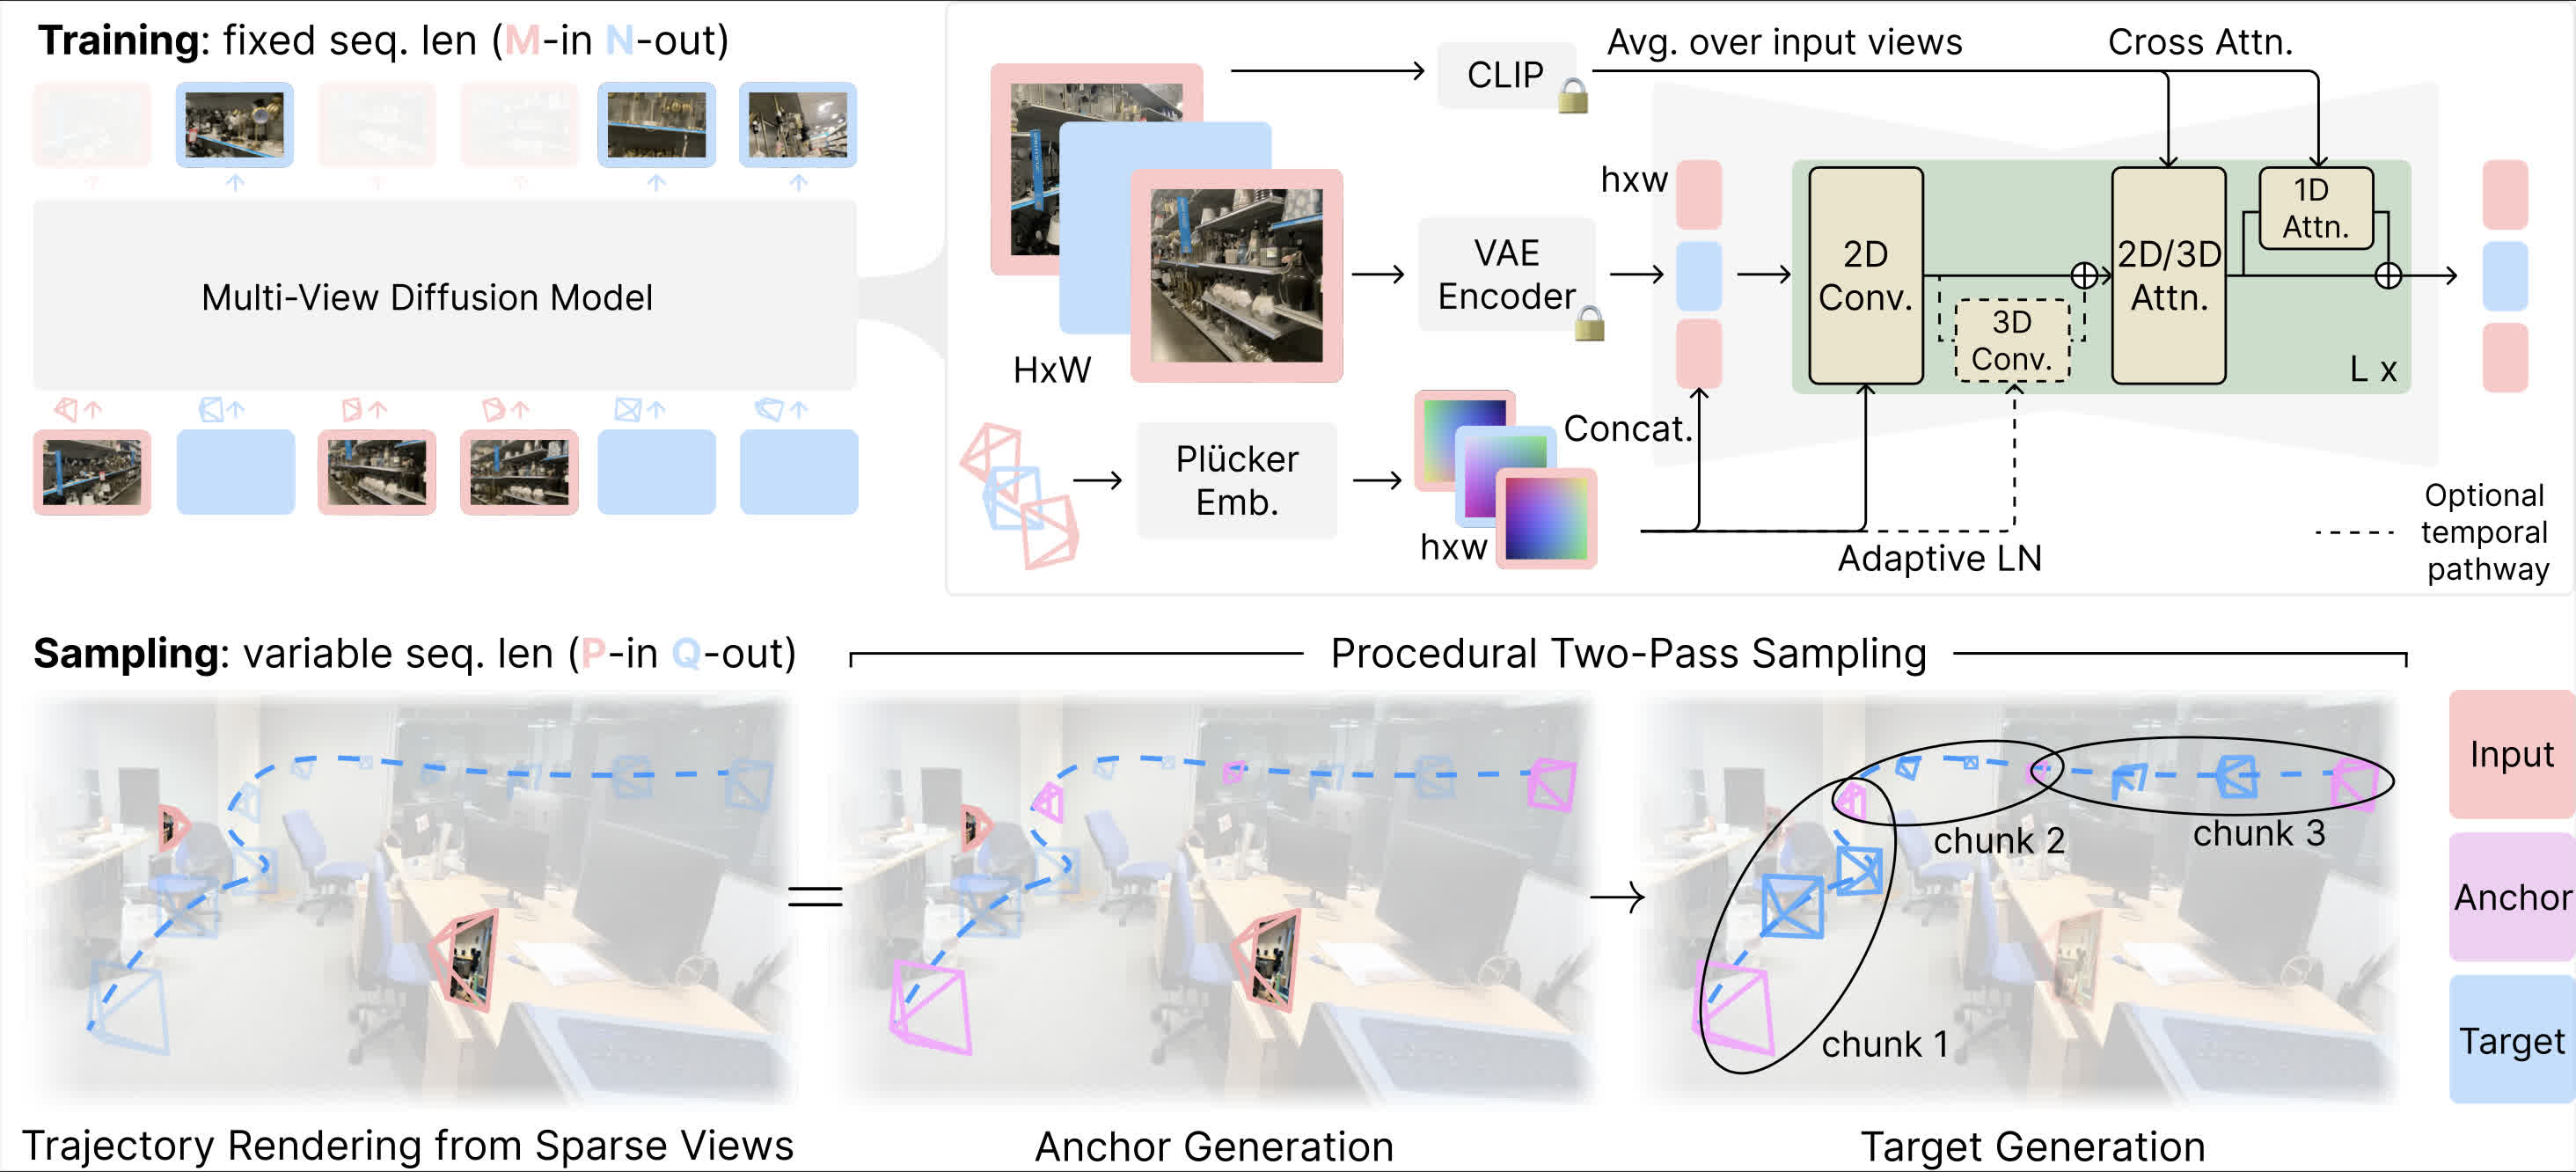 Training: fixed seq. len (M-in N-out)
Multi-View Diffusion Model
CLIP
Avg. over input views
Cross Attn.
HxW
VAE
Encoder
hxw
2D
Conv.
3D
Conv.
2D/3D
Attn.
1D
Attn.
L x
Plücker
Emb.
hxw
Concat.
Adaptive LN
Optional
temporal
pathway
Sampling: variable seq. len (P-in Q-out)
Procedural Two-Pass Sampling
=
chunk 1
chunk 2
chunk 3
Input
Anchor
Target
Trajectory Rendering from Sparse Views
Anchor Generation
Target Generation